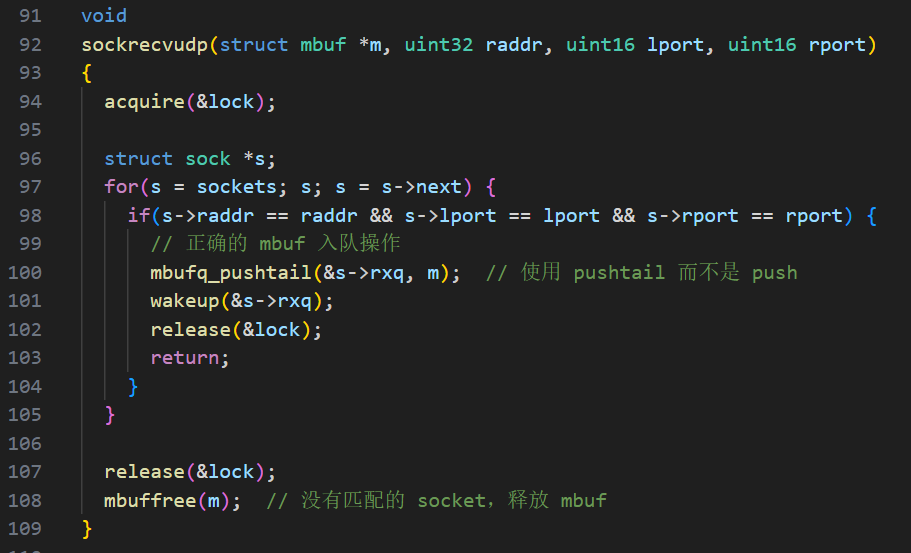 91 void
92 sockrecvudp(struct mbuf *m, uint32 raddr, uint16 lport, uint16 rport)
93 {
94   acquire(&lock);
95
96   struct sock *s;
97   for(s = sockets; s; s = s->next) {
98     if(s->raddr == raddr && s->lport == lport && s->rport == rport) {
99       // 正确的 mbuf 入队操作
100       mbufq_pushtail(&s->rxq, m);  // 使用 pushtail 而不是 push
101       wakeup(&s->rxq);
102       release(&lock);
103       return;
104     }
105   }
106
107   release(&lock);
108   mbuffree(m);  // 没有匹配的 socket，释放 mbuf
109 }